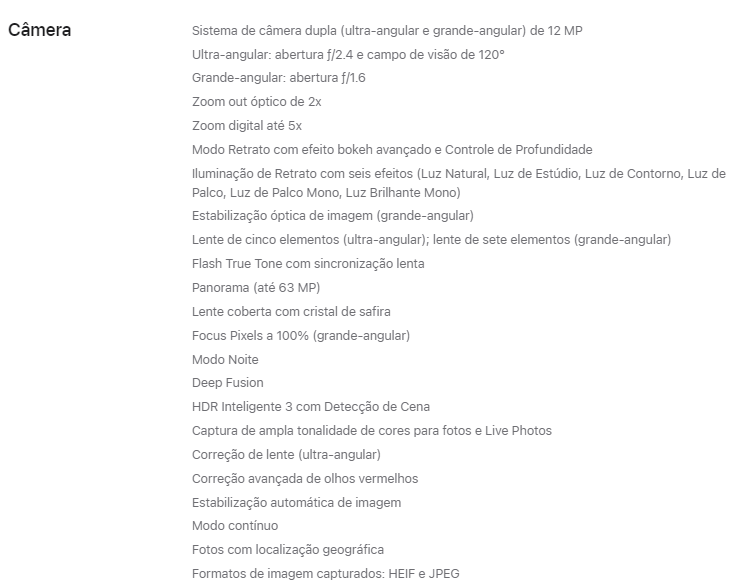 Câmera
Sistema de câmera dupla (ultra-angular e grande-angular) de 12 MP
Ultra-angular: abertura ƒ/2.4 e campo de visão de 120°
Grande-angular: abertura ƒ/1.6
Zoom out óptico de 2x
Zoom digital até 5x
Modo Retrato com efeito bokeh avançado e Controle de Profundidade
Iluminação de Retrato com seis efeitos (Luz Natural, Luz de Estúdio, Luz de Contorno, Luz de
Palco, Luz de Palco Mono, Luz Brilhante Mono)
Estabilização óptica de imagem (grande-angular)
Lente de cinco elementos (ultra-angular); lente de sete elementos (grande-angular)
Flash True Tone com sincronização lenta
Panorama (até 63 MP)
Lente coberta com cristal de safira
Focus Pixels a 100% (grande-angular)
Modo Noite
Deep Fusion
HDR Inteligente 3 com Detecção de Cena
Captura de ampla tonalidade de cores para fotos e Live Photos
Correção de lente (ultra-angular)
Correção avançada de olhos vermelhos
Estabilização automática de imagem
Modo contínuo
Fotos com localização geográfica
Formatos de imagem capturados: HEIF e JPEG